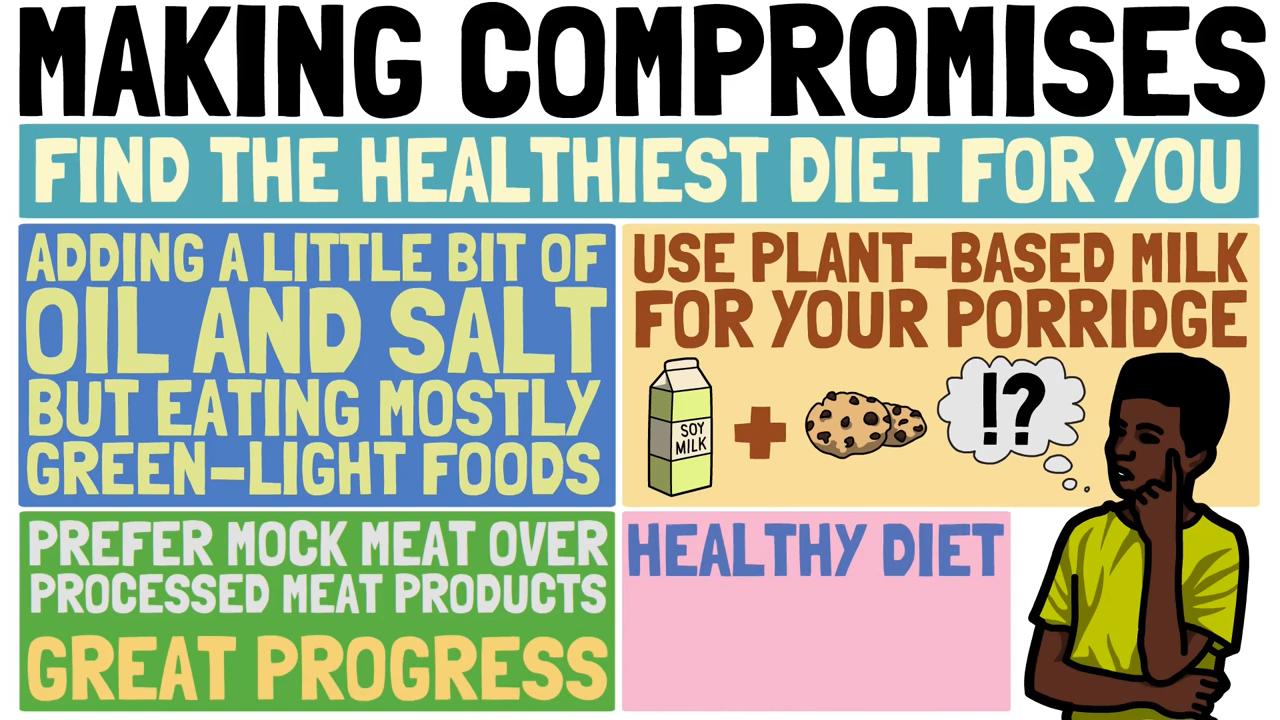 MAKING COMPROMISES
FIND THE HEALTHIEST DIET FOR YOU
ADDING A LITTLE BIT OF
OIL AND SALT
BUT EATING MOSTLY
GREEN-LIGHT FOODS
USE PLANT-BASED MILK
FOR YOUR PORRIDGE
SOY
MILK
+
!?
PREFER MOCK MEAT OVER
PROCESSED MEAT PRODUCTS
GREAT PROGRESS
HEALTHY DIET